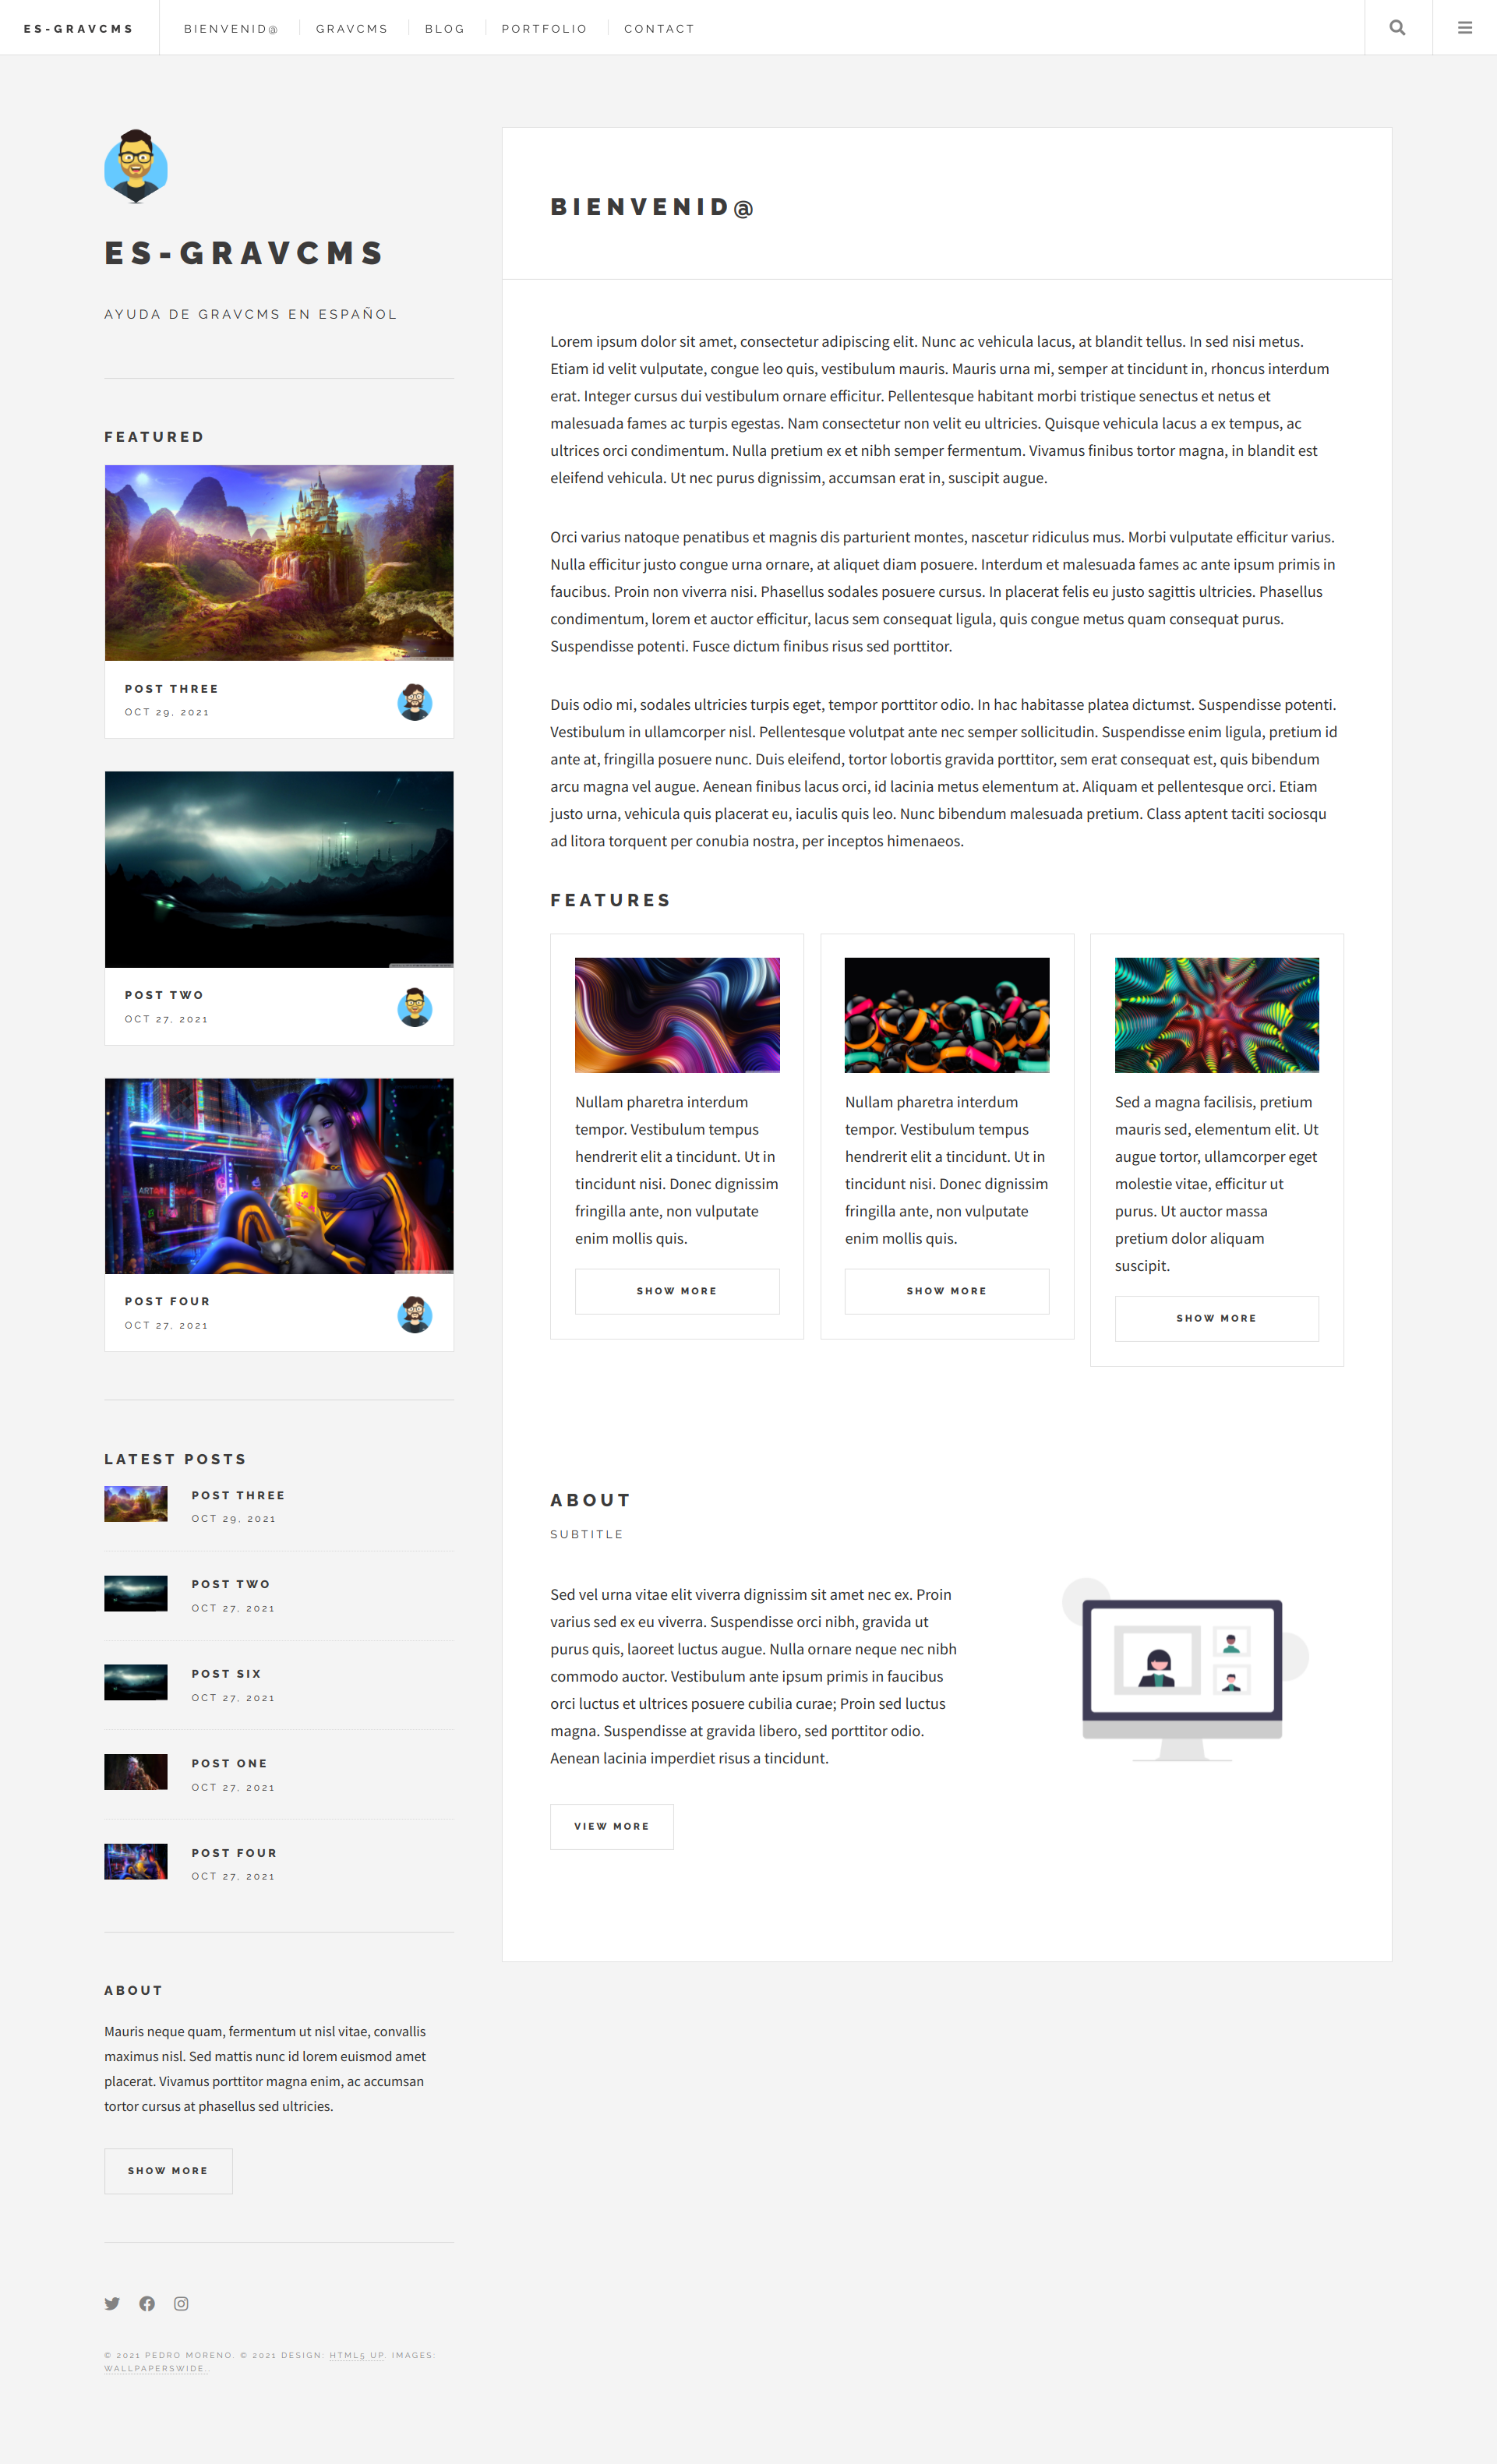 ES-GRAVCMS
BIENVENID@
GRAVCMS
BLOG
PORTFOLIO
CONTACT
ES-GRAVCMS
AYUDA DE GRAVCMS EN ESPAÑOL
FEATURED
POST THREE
OCT 29, 2021
POST TWO
OCT 27, 2021
POST FOUR
OCT 27, 2021
LATEST POSTS
POST THREE
OCT 29, 2021
POST TWO
OCT 27, 2021
POST SIX
OCT 27, 2021
POST ONE
OCT 27, 2021
POST FOUR
OCT 27, 2021
ABOUT
Mauris neque quam, fermentum ut nisl vitae, convallis
maximus nisl. Sed mattis nunc id lorem euismod amet
placerat. Vivamus porttitor magna enim, ac accumsan
tortor cursus at phasellus sed ultricies.
SHOW MORE
© 2021 PEDRO MORENO. © 2021 DESIGN: HTML5 UP. IMAGES:
WALLPAPERSWIDE..
BIENVENID@
Lorem ipsum dolor sit amet, consectetur adipiscing elit. Nunc ac vehicula lacus, at blandit tellus. In sed nisi metus.
Etiam id velit vulputate, congue leo quis, vestibulum mauris. Mauris urna mi, semper at tincidunt in, rhoncus interdum
erat. Integer cursus dui vestibulum ornare efficitur. Pellentesque habitant morbi tristique senectus et netus et
malesuada fames ac turpis egestas. Nam consectetur non velit eu ultricies. Quisque vehicula lacus a ex tempus, ac
ultrices orci condimentum. Nulla pretium ex et nibh semper fermentum. Vivamus finibus tortor magna, in blandit est
eleifend vehicula. Ut nec purus dignissim, accumsan erat in, suscipit augue.
Orci varius natoque penatibus et magnis dis parturient montes, nascetur ridiculus mus. Morbi vulputate efficitur varius.
Nulla efficitur justo congue urna ornare, at aliquet diam posuere. Interdum et malesuada fames ac ante ipsum primis in
faucibus. Proin non viverra nisi. Phasellus sodales posuere cursus. In placerat felis eu justo sagittis ultricies. Phasellus
condimentum, lorem et auctor efficitur, lacus sem consequat ligula, quis congue metus quam consequat purus.
Suspendisse potenti. Fusce dictum finibus risus sed porttitor.
Duis odio mi, sodales ultricies turpis eget, tempor porttitor odio. In hac habitasse platea dictumst. Suspendisse potenti.
Vestibulum in ullamcorper nisl. Pellentesque volutpat ante nec semper sollicitudin. Suspendisse enim ligula, pretium id
ante at, fringilla posuere nunc. Duis eleifend, tortor lobortis gravida porttitor, sem erat consequat est, quis bibendum
arcu magna vel augue. Aenean finibus lacus orci, id lacinia metus elementum at. Aliquam et pellentesque orci. Etiam
justo urna, vehicula quis placerat eu, iaculis quis leo. Nunc bibendum malesuada pretium. Class aptent taciti sociosqu
ad litora torquent per conubia nostra, per inceptos himenaeos.
FEATURES
Nullam pharetra interdum
tempor. Vestibulum tempus
hendrerit elit a tincidunt. Ut in
tincidunt nisi. Donec dignissim
fringilla ante, non vulputate
enim mollis quis.
SHOW MORE
Nullam pharetra interdum
tempor. Vestibulum tempus
hendrerit elit a tincidunt. Ut in
tincidunt nisi. Donec dignissim
fringilla ante, non vulputate
enim mollis quis.
SHOW MORE
Sed a magna facilisis, pretium
mauris sed, elementum elit. Ut
augue tortor, ullamcorper eget
molestie vitae, efficitur ut
purus. Ut auctor massa
pretium dolor aliquam
suscipit.
SHOW MORE
ABOUT
SUBTITLE
Sed vel urna vitae elit viverra dignissim sit amet nec ex. Proin
varius sed ex eu viverra. Suspendisse orci nibh, gravida ut
purus quis, laoreet luctus augue. Nulla ornare neque nec nibh
commodo auctor. Vestibulum ante ipsum primis in faucibus
orci luctus et ultrices posuere cubilia curae; Proin sed luctus
magna. Suspendisse at gravida libero, sed porttitor odio.
Aenean lacinia imperdiet risus a tincidunt.
VIEW MORE